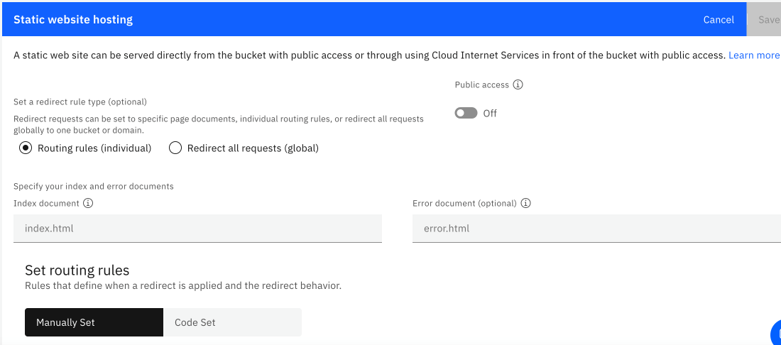 Static website hosting
Cancel
Save
A static web site can be served directly from the bucket with public access or through using Cloud Internet Services in front of the bucket with public access. Learn more
Public access
Off
Set a redirect rule type (optional)
Redirect requests can be set to specific page documents, individual routing rules, or redirect all requests
globally to one bucket or domain.
Routing rules (individual)
Redirect all requests (global)
Specify your index and error documents
Index document
Error document (optional)
index.html
error.html
Set routing rules
Rules that define when a redirect is applied and the redirect behavior.
Manually Set
Code Set